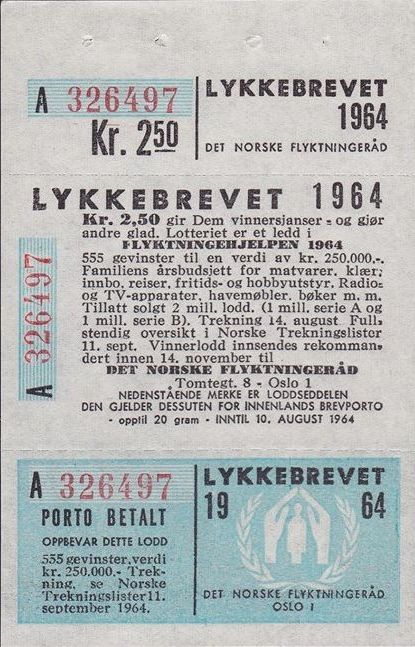 A 326497
Kr. 2.50
LYKKEBREVET
1964
DET NORSKE FLYKTNINGERÅD
LYKKEBREVET 1964
Kr. 2,50 gir Dem vinnersjanser - og gjør
andre glad. Lotteriet er et ledd i
FLYKTNINGEHJELPEN 1964
555 gevinster til en verdi av kr. 250.000,-
Familiens årsbudsjett for matvarer. klær,
innbo, reiser, fritids- og hobbyutstyr. Radio-
og TV-apparater, havemøbler. bøker m. m.
Tillatt solgt 2 mill. lodd. (1 mill. serie A og
1 mill. serie B). Trekning 14. august Full-
stendig oversikt i Norske Trekningslister
11. sept. Vinnerlodd innsendes rekomman-
dert innen 14. november til
DET NORSKE FLYKTNINGERÅD
Tomtegt. 8 - Oslo 1
NEDENSTÅENDE MERKE ER LODDSEDDELEN
DEN GJELDER DESSUTEN FOR INNENLANDS BREVPORTO
- opptil 20 gram - INNTIL 10. AUGUST 1964
A 326497
A 326497
PORTO BETALT
OPPBEVAR DETTE LODD
555 gevinster, verdi
kr. 250.000.- Trek-
ning, se Norske
Trekningslister 11.
september 1964.
LYKKEBREVET
19 64
DET NORSKE FLYKTNINGERÅD
OSLO 1